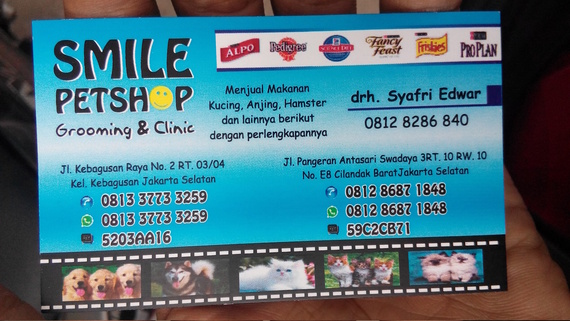 SMILE
PETSHOP
Grooming & Clinic
ALPO
Pedigree
SCIENCE DIET
Fancy
Feast
Friskies
PRO PLAN
Menjual Makanan
Kucing, Anjing, Hamster
dan lainnya berikut
dengan perlengkapannya
drh. Syafri Edwar
0812 8286 840
Jl. Kebagusan Raya No. 2 RT. 03/04
Kel. Kebagusan Jakarta Selatan
0813 3773 3259
0813 3773 3259
5203AA16
Jl. Pangeran Antasari Swadaya 3RT. 10 RW. 10
No. E8 Cilandak BaratJakarta Selatan
0812 8687 1848
0812 8687 1848
59C2CB71